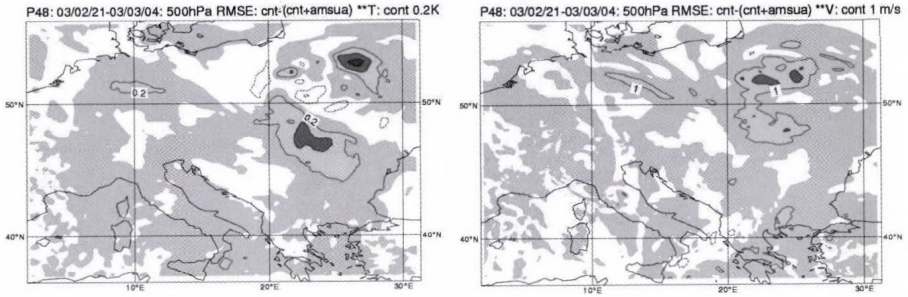 P48: 03/02/21-03/03/04: 500hPa RMSE: cnt-(cnt+amsua) **T: cont 0.2K
0.2
0.2
50°N
40°N
50°N
40°N
10°E
20°E
30°E
P48: 03/02/21-03/03/04: 500hPa RMSE: cnt-(cnt+amsua) **V: cont 1 m/s
1
1
50°N
40°N
50°N
40°N
10°E
20°E
30°E